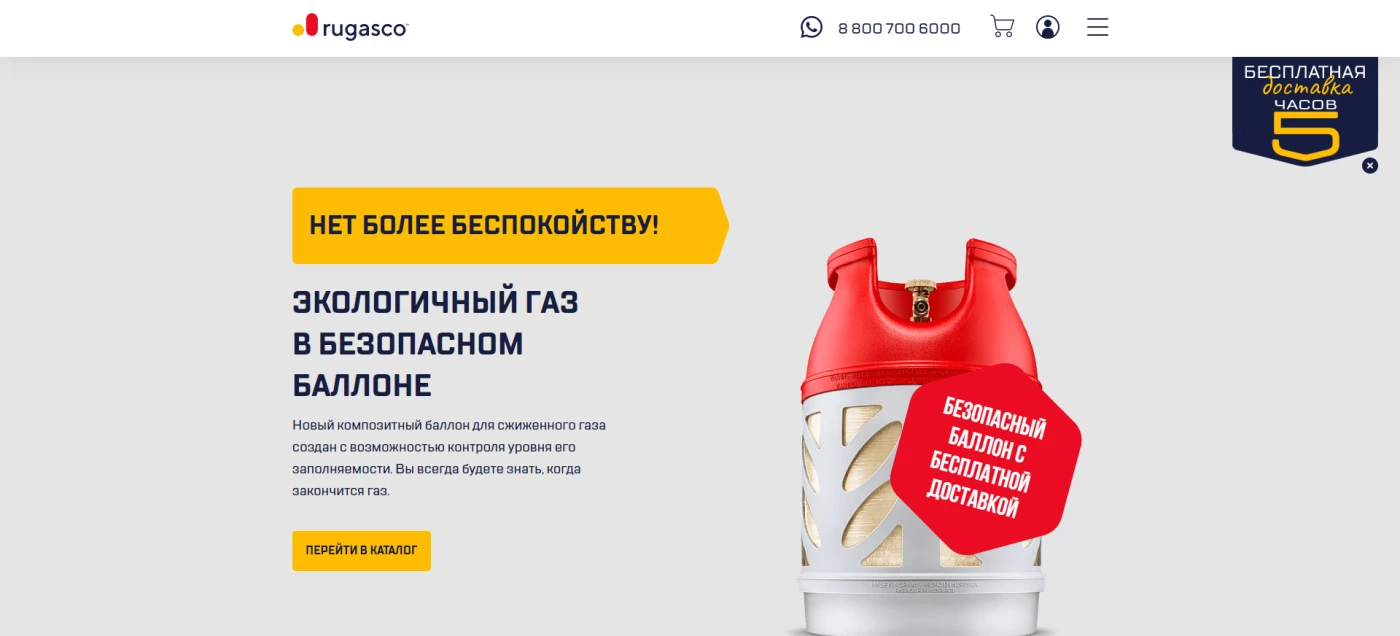 rugasco
8 800 700 6000
БЕСПЛАТНАЯ
доставка
ЧАСОВ
5
НЕТ БОЛЕЕ БЕСПОКОЙСТВУ!
ЭКОЛОГИЧНЫЙ ГАЗ
В БЕЗОПАСНОМ
БАЛЛОНЕ
Новый композитный баллон для сжиженного газа
создан с возможностью контроля уровня его
заполняемости. Вы всегда будете знать, когда
закончится газ.
ПЕРЕЙТИ В КАТАЛОГ
БЕЗОПАСНЫЙ
БАЛЛОН С
БЕСПЛАТНОЙ
ДОСТАВКОЙ